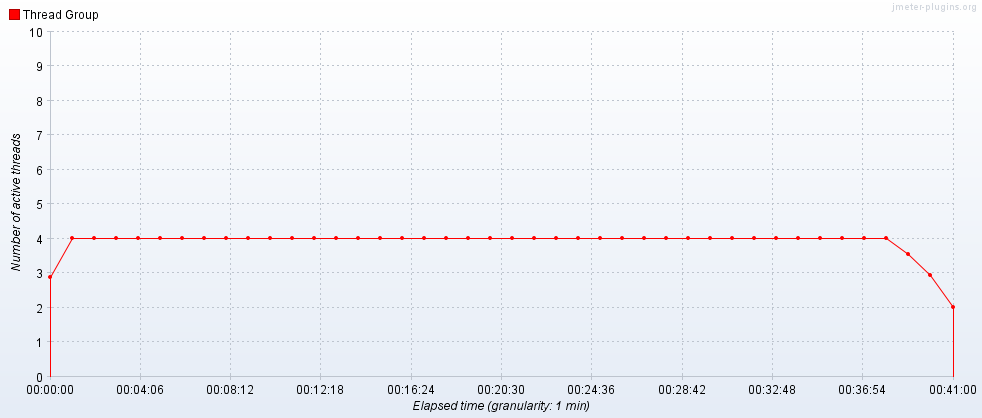 jmeter-plugins.org
Thread Group
10
9
8
7
6
5
4
3
2
1
0
Number of active threads
00:00:00 00:04:06 00:08:12 00:12:18 00:16:24 00:20:30 00:24:36 00:28:42 00:32:48 00:36:54 00:41:00
Elapsed time (granularity: 1 min)